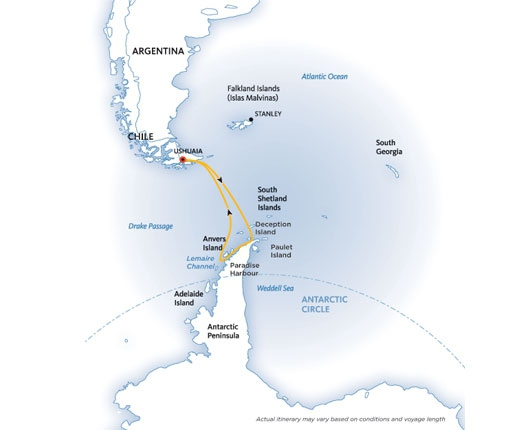 ARGENTINA
Atlantic Ocean
Falkland Islands
(Islas Malvinas)
STANLEY
CHILE
USHUAIA
South
Georgia
South
Shetland
Islands
Deception
Island
Drake Passage
Anvers
Island
Paulet
Island
Lemaire
Channel
Paradise
Harbour
Weddell Sea
Adelaide
Island
ANTARCTIC
CIRCLE
Antarctic
Peninsula
Actual itinerary may vary based on conditions and voyage length